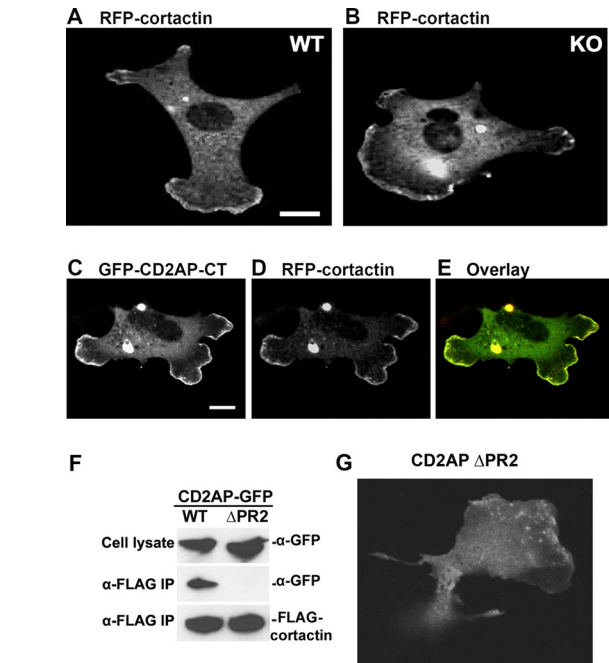 A RFP-cortactin
WT
B RFP-cortactin
KO
C GFP-CD2AP-CT
D RFP-cortactin
E Overlay
F
CD2AP-GFP
WT ΔPR2
Cell lysate -α-GFP
α-FLAG IP -α-GFP
α-FLAG IP -FLAG-
cortactin
G CD2AP ΔPR2